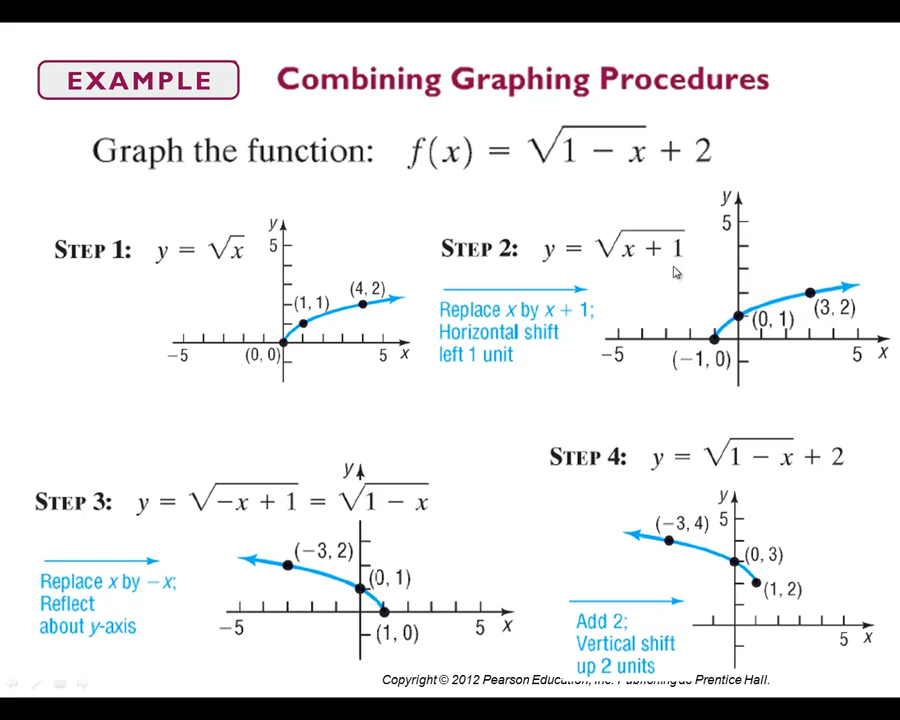 EXAMPLE Combining Graphing Procedures
Graph the function: f(x) = √(1 − x) + 2
STEP 1: y = √x
y
5
(1, 1)
(4, 2)
−5
(0, 0)
5
x
STEP 2: y = √(x + 1)
Replace x by x + 1;
Horizontal shift
left 1 unit
y
5
(0, 1)
(3, 2)
−5
(−1, 0)
5
x
STEP 3: y = √(−x + 1) = √(1 − x)
Replace x by −x;
Reflect
about y-axis
y
(−3, 2)
(0, 1)
−5
(1, 0)
5
x
STEP 4: y = √(1 − x) + 2
y
5
(−3, 4)
(0, 3)
(1, 2)
5
x
Add 2;
Vertical shift
up 2 units
Copyright © 2012 Pearson Education, Inc. Publishing as Prentice Hall.